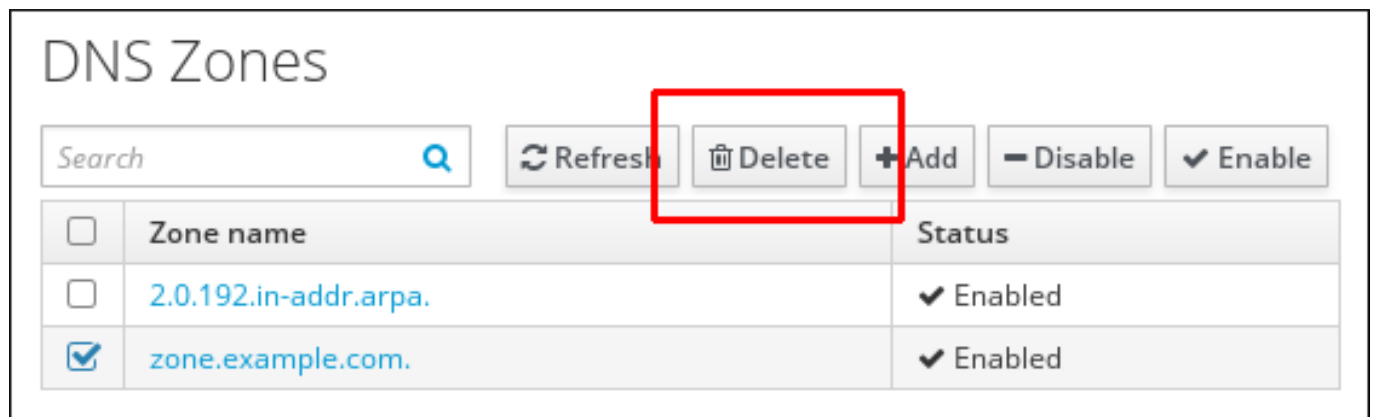 DNS Zones
Search Refresh Delete Add Disable Enable
Zone name Status
2.0.192.in-addr.arpa. Enabled
zone.example.com. Enabled